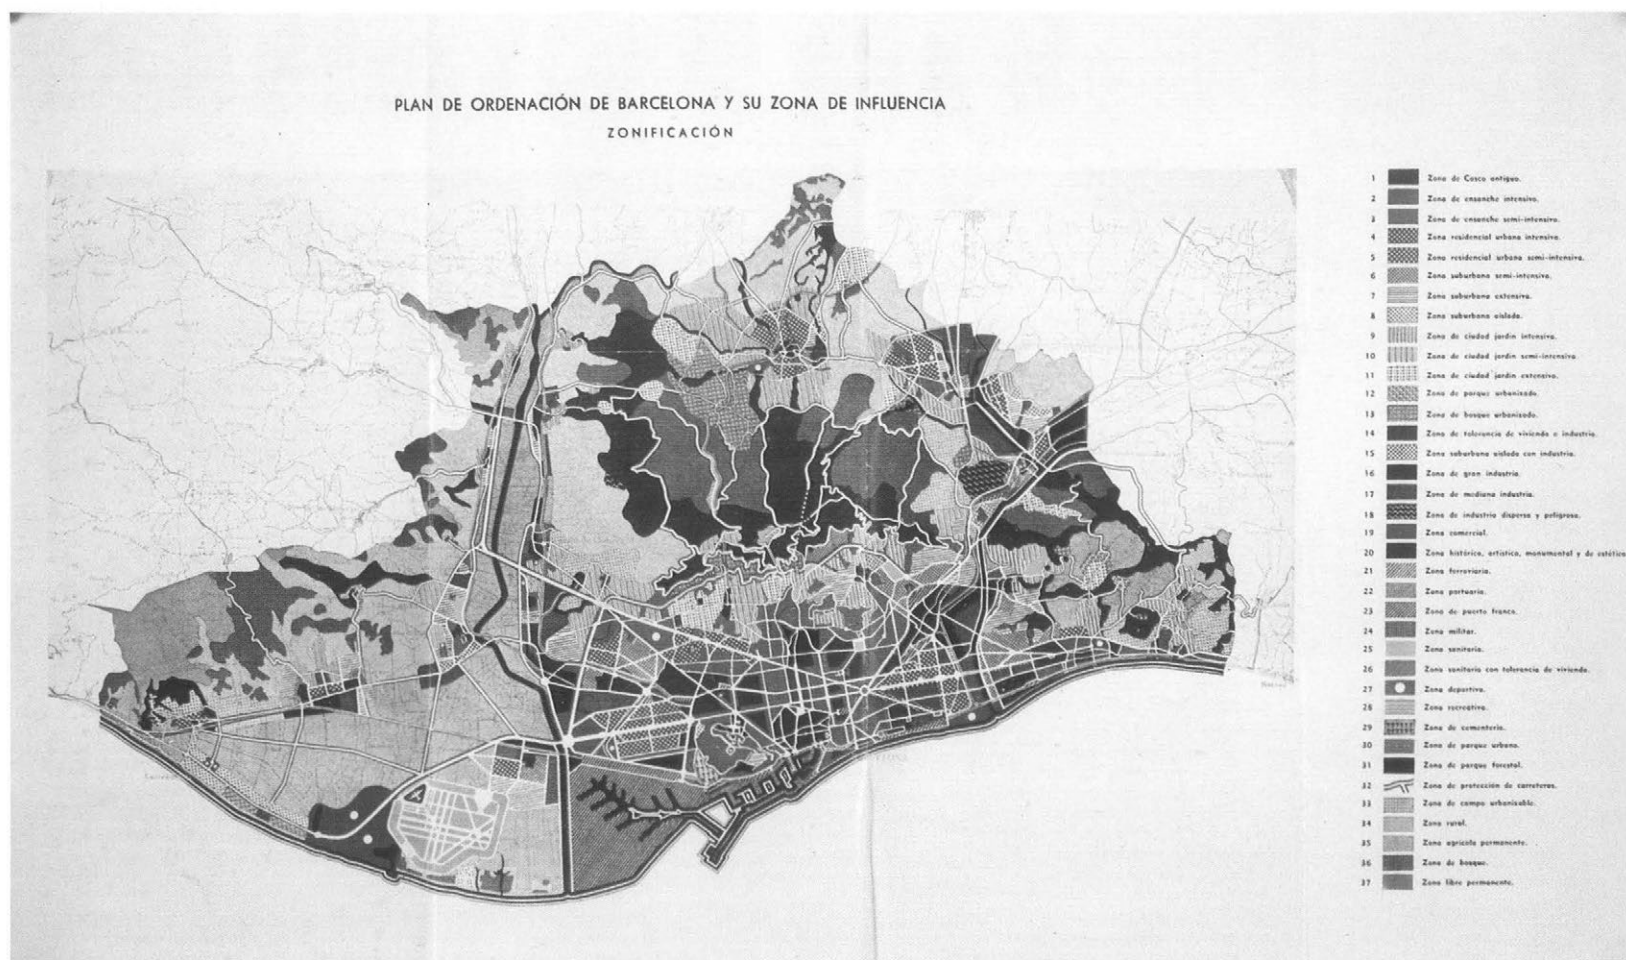 PLAN DE ORDENACIÓN DE BARCELONA Y SU ZONA DE INFLUENCIA
ZONIFICACIÓN
1 Zona de Casco antiguo.
2 Zona de ensanche intensivo.
3 Zona de ensanche semi-intensivo.
4 Zona residencial urbana intensiva.
5 Zona residencial urbana semi-intensiva.
6 Zona suburbana semi-intensiva.
7 Zona suburbana extensiva.
8 Zona suburbana aislada.
9 Zona de ciudad jardín intensiva.
10 Zona de ciudad jardín semi-intensiva.
11 Zona de ciudad jardín extensiva.
12 Zona de parque urbanizado.
13 Zona de bosque urbanizado.
14 Zona de tolerancia de vivienda e industria.
15 Zona suburbana aislada con industria.
16 Zona de gran industria.
17 Zona de mediana industria.
18 Zona de industria dispersa y peligrosa.
19 Zona comercial.
20 Zona histórica, artística, monumental y de estética
21 Zona ferroviaria.
22 Zona portuaria.
23 Zona de puerto franco.
24 Zona militar.
25 Zona sanitaria.
26 Zona sanitaria con tolerancia de vivienda.
27 Zona deportiva.
28 Zona recreativa.
29 Zona de cementerio.
30 Zona de parque urbano.
31 Zona de parque forestal.
32 Zona de protección de carreteras.
33 Zona de campo urbanizable.
34 Zona rural.
35 Zona agrícola permanente.
36 Zona de bosque.
37 Zona libre permanente.